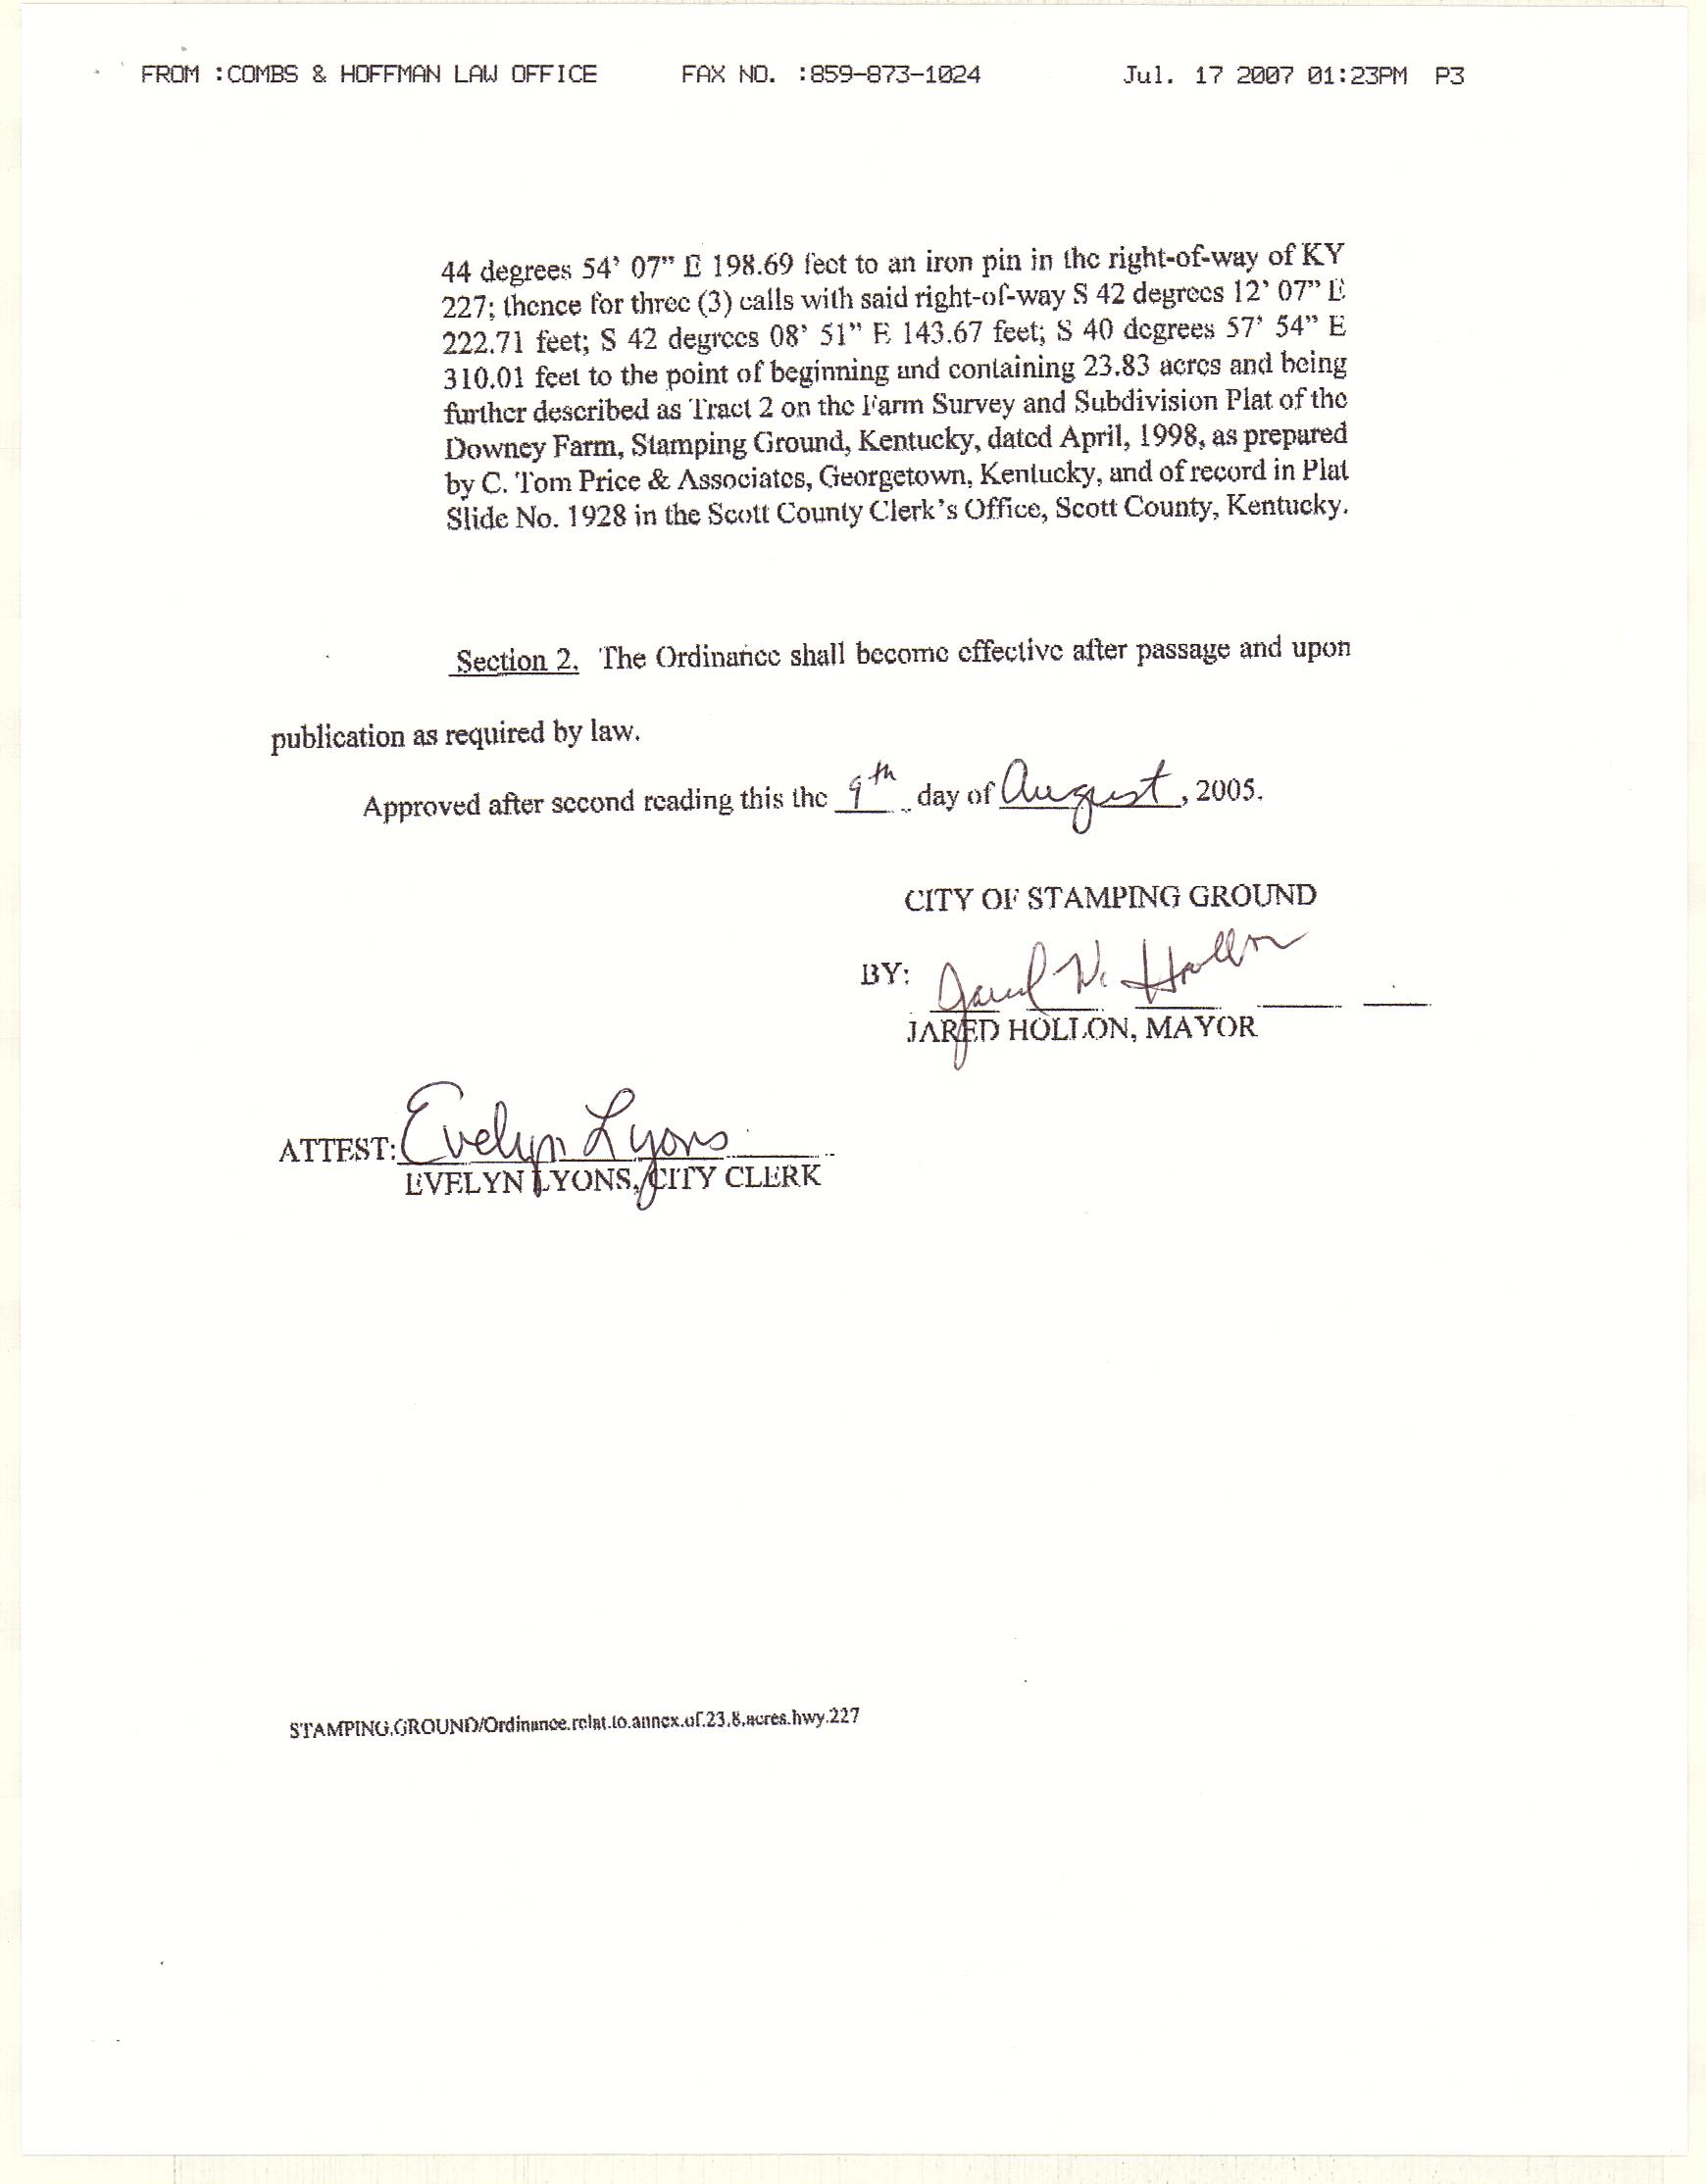 FROM :COMBS & HOFFMAN LAW OFFICE FAX NO. :859-873-1024 Jul. 17 2007 01:23PM P3
44 degrees 54' 07" E 198.69 feet to an iron pin in the right-of-way of KY
227; thence for three (3) calls with said right-of-way S 42 degrees 12' 07" E
222.71 feet; S 42 degrees 08' 51" E 143.67 feet; S 40 degrees 57' 54" E
310.01 feet to the point of beginning and containing 23.83 acres and being
further described as Tract 2 on the Farm Survey and Subdivision Plat of the
Downey Farm, Stamping Ground, Kentucky, dated April, 1998, as prepared
by C. Tom Price & Associates, Georgetown, Kentucky, and of record in Plat
Slide No. 1928 in the Scott County Clerk's Office, Scott County, Kentucky.
Section 2. The Ordinance shall become effective after passage and upon
publication as required by law.
Approved after second reading this the 9th day of August, 2005.
CITY OF STAMPING GROUND
BY: Jared W. Hollon
JARED HOLLON, MAYOR
ATTEST: Evelyn Lyons
EVELYN LYONS, CITY CLERK
STAMPING.GROUND/Ordinance.relat.to.annex.of.23.8.acres.hwy.227